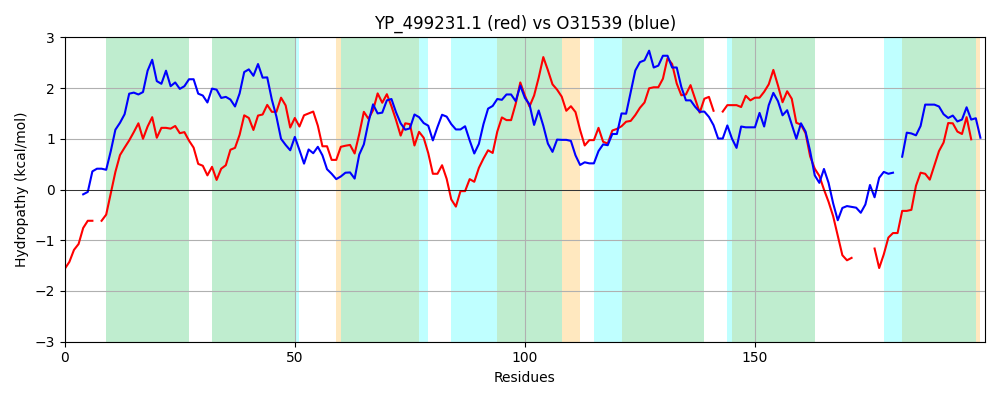 YP_499231.1 (red) vs O31539 (blue)
Hydropathy (kcal/mol)
3
2
1
0
−1
−2
−3
0 50 100 150
Residues